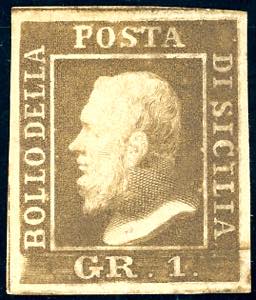 BOLLO DELLA
POSTA
DI SICILIA
GR. 1.